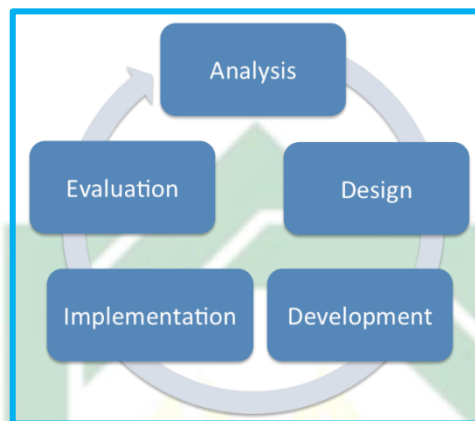 Analysis
Design
Development
Implementation
Evaluation